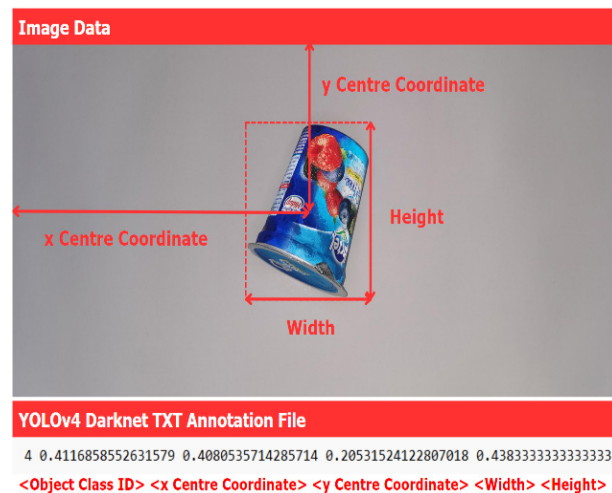 Image Data
y Centre Coordinate
x Centre Coordinate
Height
Width
YOLOv4 Darknet TXT Annotation File
4 0.4116858552631579 0.4080535714285714 0.20531524122807018 0.4383333333333333
<Object Class ID> <x Centre Coordinate> <y Centre Coordinate> <Width> <Height>